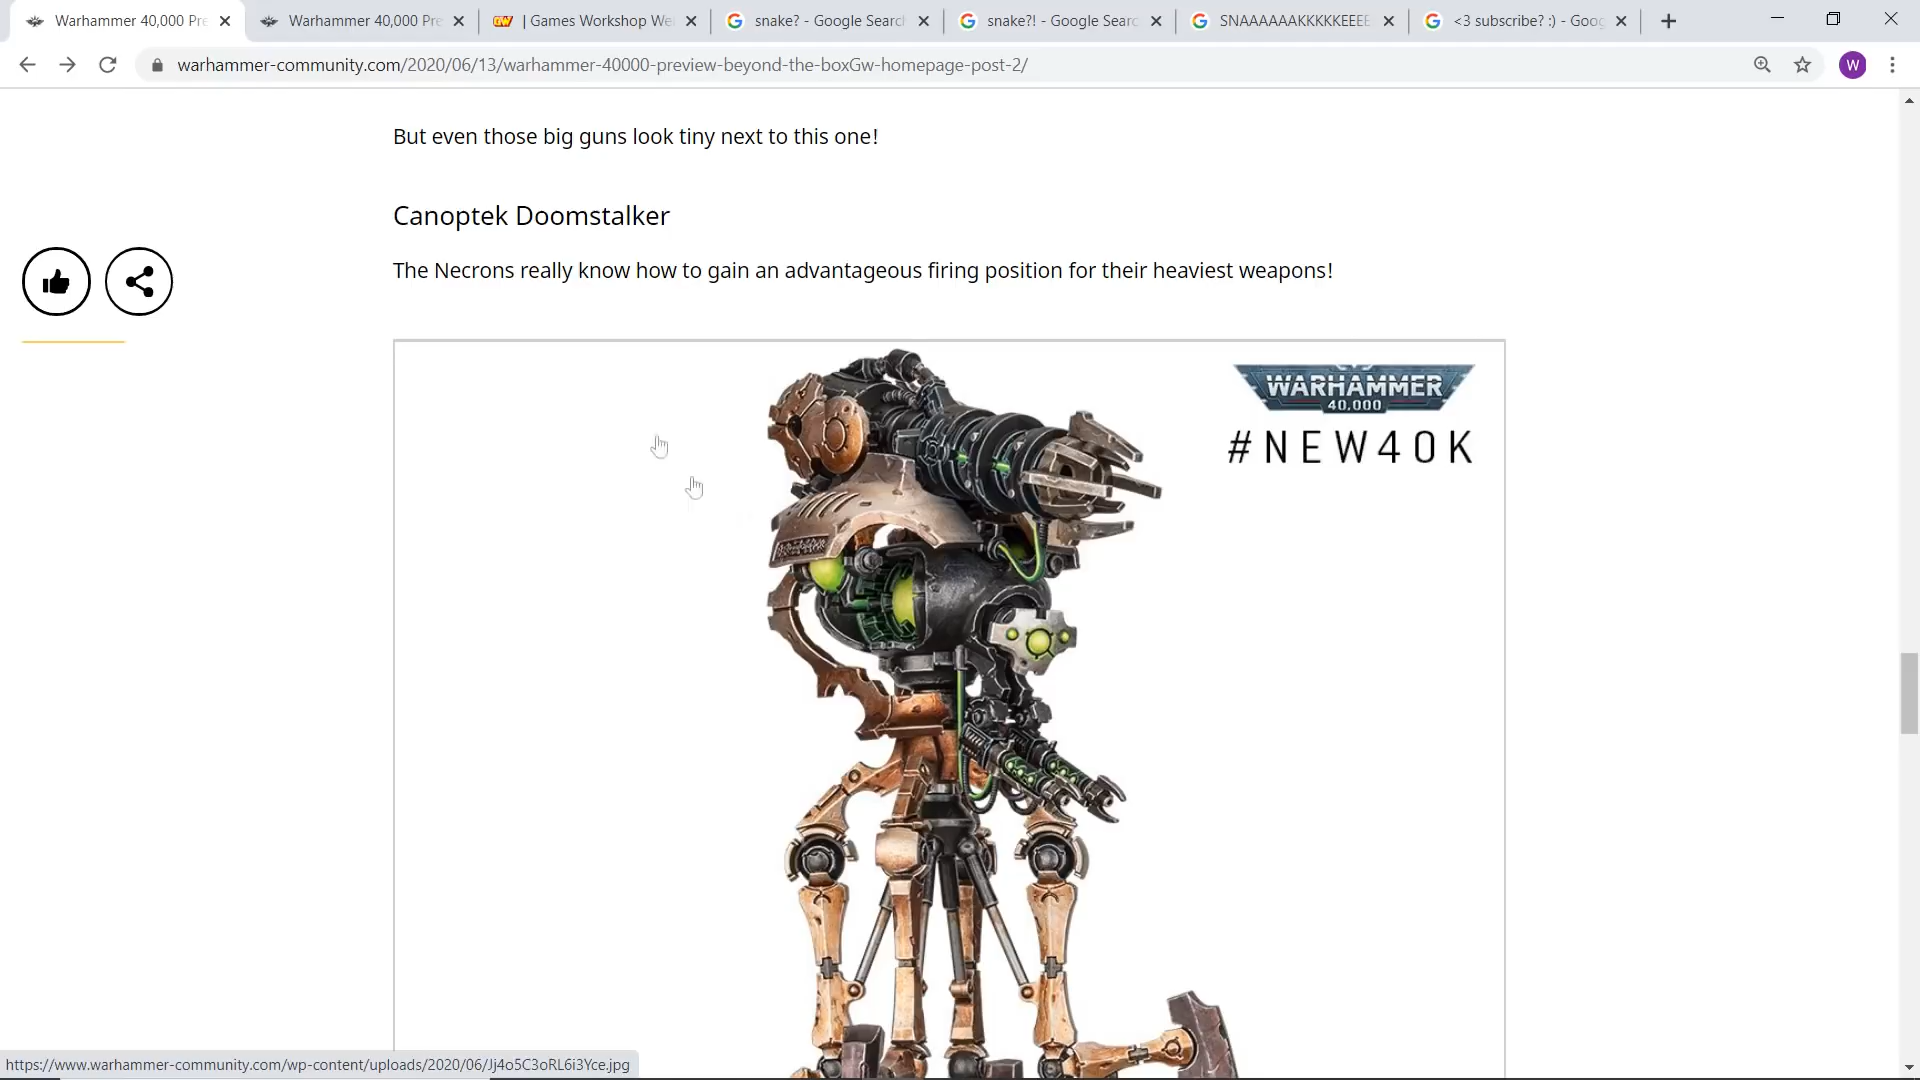 Warhammer 40,000 Pre
Warhammer 40,000 Pre
| Games Workshop We
snake? - Google Search
snake?! - Google Searc
SNAAAAAAKKKKKEEEE
<3 subscribe? :) - Goog
warhammer-community.com/2020/06/13/warhammer-40000-preview-beyond-the-boxGw-homepage-post-2/
W
But even those big guns look tiny next to this one!
Canoptek Doomstalker
The Necrons really know how to gain an advantageous firing position for their heaviest weapons!
WARHAMMER
40,000
#NEW40K
https://www.warhammer-community.com/wp-content/uploads/2020/06/Jj4o5C3oRL6i3Yce.jpg